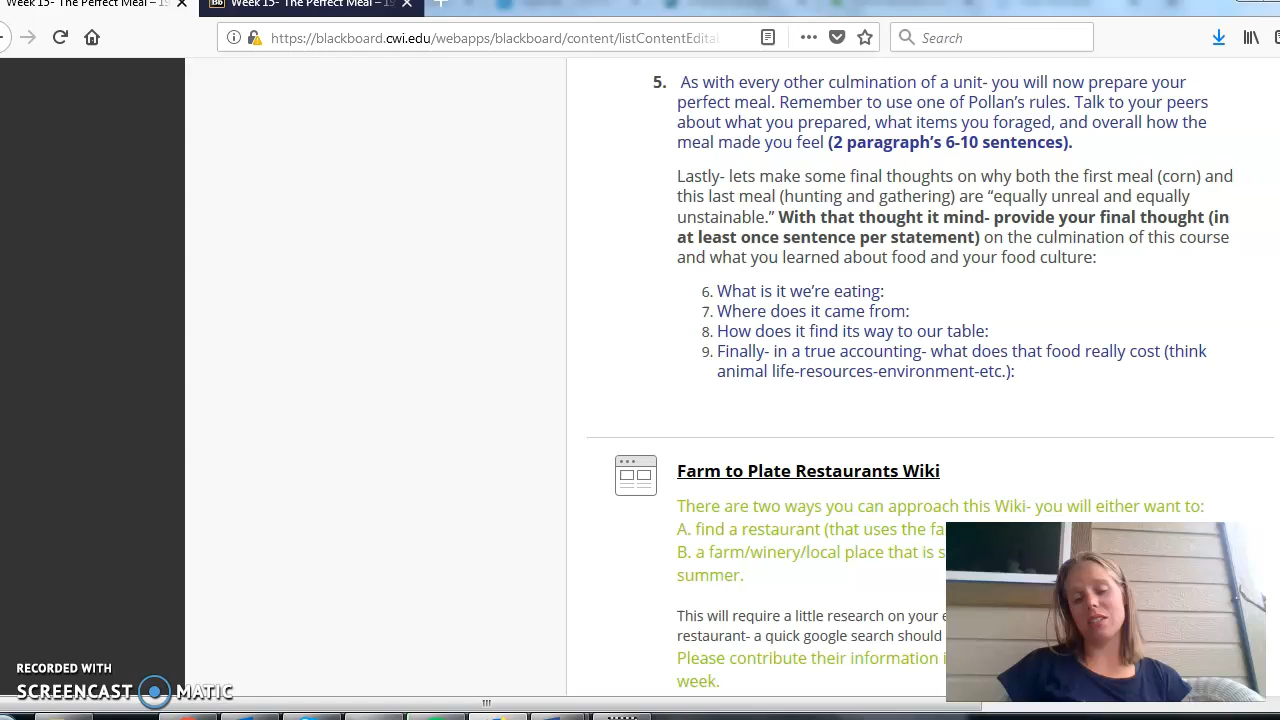 Week 15- The Perfect Meal – 19
Bb Week 15- The Perfect Meal – 19
https://blackboard.cwi.edu/webapps/blackboard/content/listContentEdita
Search
5. As with every other culmination of a unit- you will now prepare your
perfect meal. Remember to use one of Pollan's rules. Talk to your peers
about what you prepared, what items you foraged, and overall how the
meal made you feel (2 paragraph's 6-10 sentences).
Lastly- lets make some final thoughts on why both the first meal (corn) and
this last meal (hunting and gathering) are “equally unreal and equally
unstainable.” With that thought it mind- provide your final thought (in
at least once sentence per statement) on the culmination of this course
and what you learned about food and your food culture:
6. What is it we're eating:
7. Where does it came from:
8. How does it find its way to our table:
9. Finally- in a true accounting- what does that food really cost (think
animal life-resources-environment-etc.):
Farm to Plate Restaurants Wiki
There are two ways you can approach this Wiki- you will either want to:
A. find a restaurant (that uses the fa
B. a farm/winery/local place that is s
summer.
This will require a little research on your e
restaurant- a quick google search should
Please contribute their information i
week.
RECORDED WITH
SCREENCAST MATIC